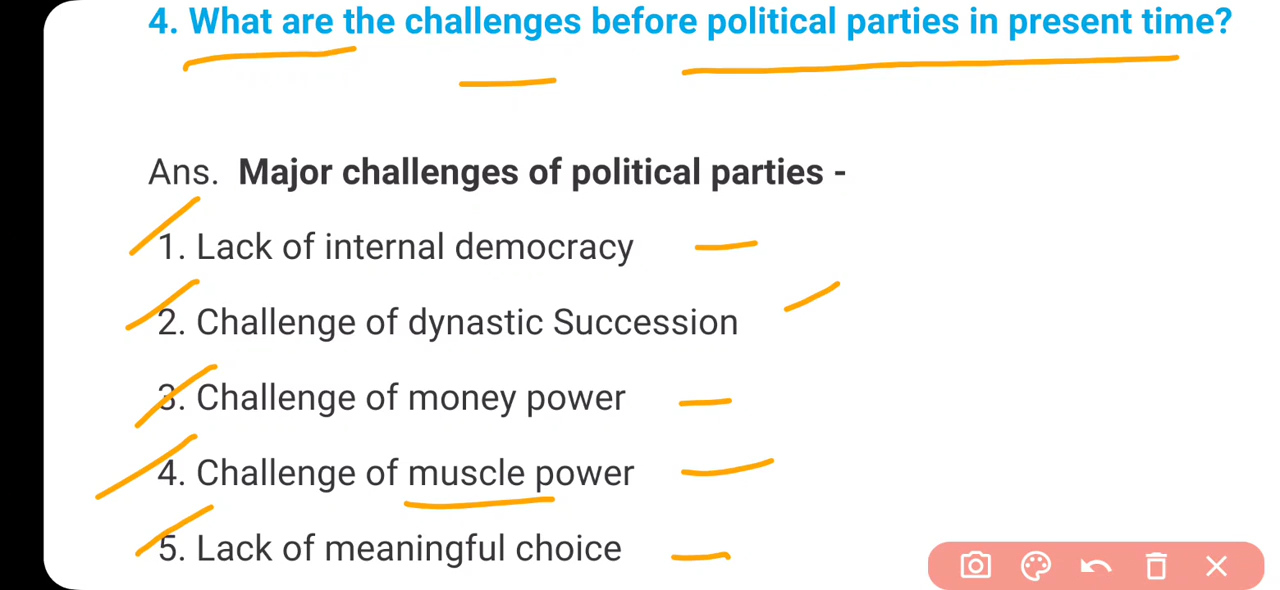 4. What are the challenges before political parties in present time?
Ans. Major challenges of political parties -
1. Lack of internal democracy
2. Challenge of dynastic Succession
3. Challenge of money power
4. Challenge of muscle power
5. Lack of meaningful choice